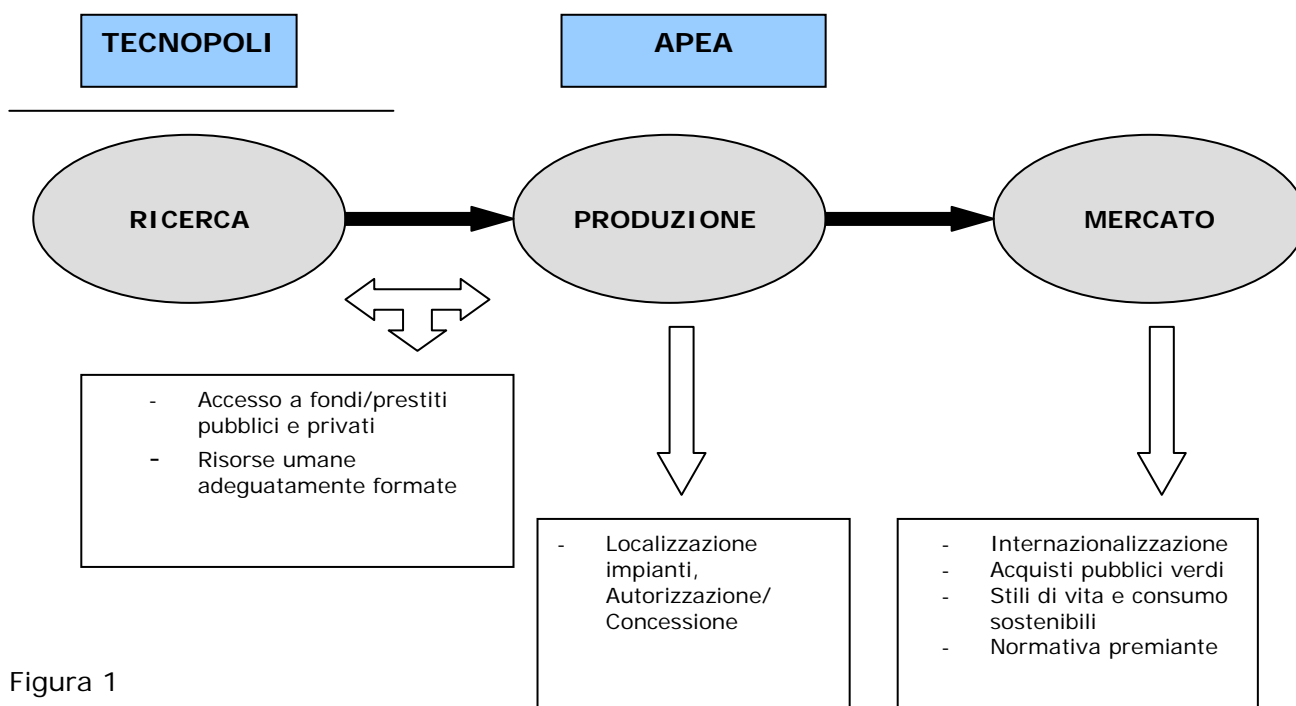 TECNOPOLI
APEA
RICERCA
PRODUZIONE
MERCATO
- Accesso a fondi/prestiti
pubblici e privati
- Risorse umane
adeguatamente formate
- Localizzazione
impianti,
Autorizzazione/
Concessione
- Internazionalizzazione
- Acquisti pubblici verdi
- Stili di vita e consumo
sostenibili
- Normativa premiante
Figura 1